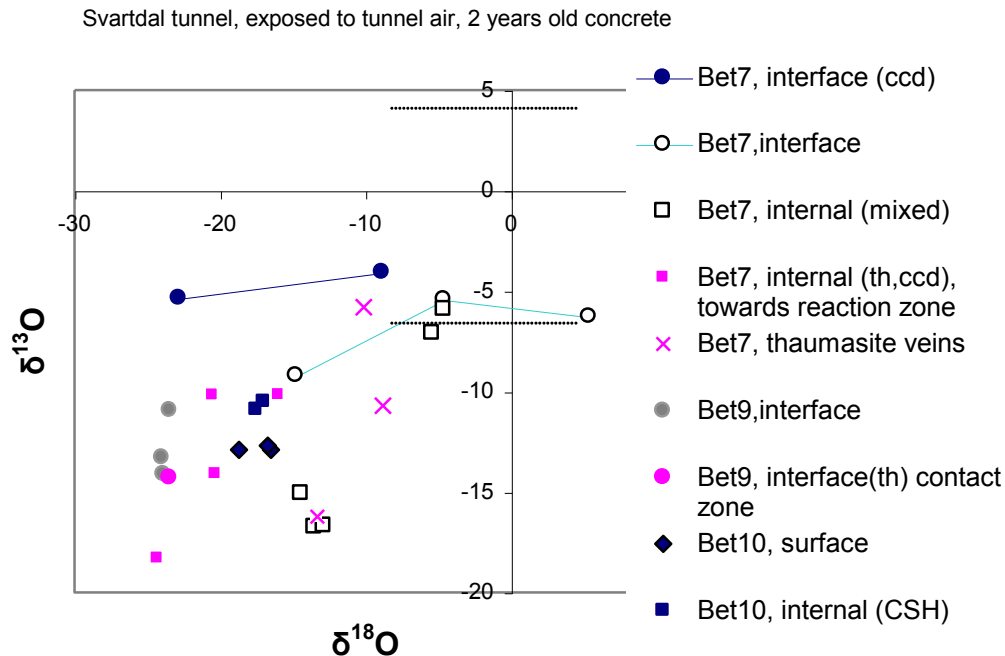 Svartdal tunnel, exposed to tunnel air, 2 years old concrete
5
0
-30
-20
-10
0
-5
-10
-15
-20
δ¹³O
δ¹⁸O
Bet7, interface (ccd)
Bet7,interface
Bet7, internal (mixed)
Bet7, internal (th,ccd),
towards reaction zone
Bet7, thaumasite veins
Bet9,interface
Bet9, interface(th) contact
zone
Bet10, surface
Bet10, internal (CSH)